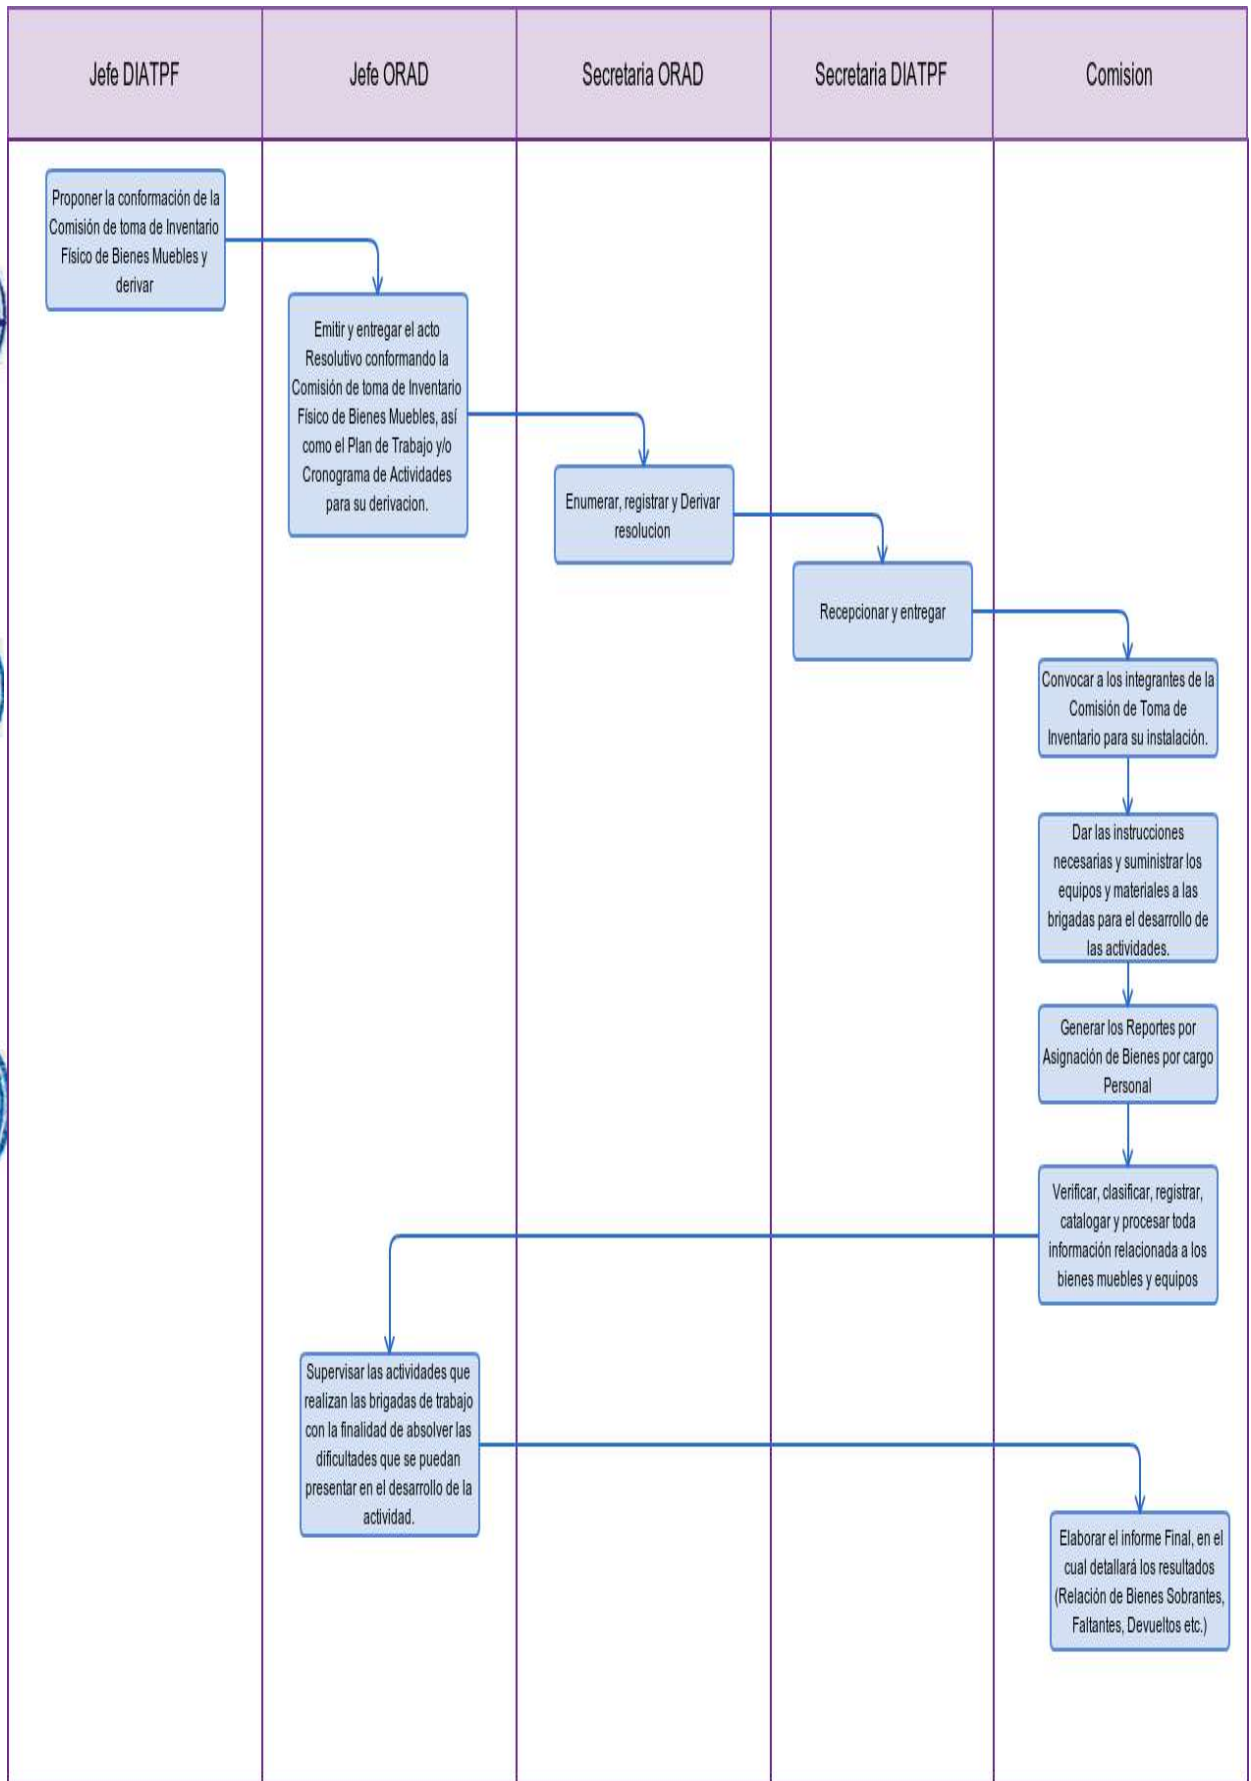 Jefe DIATPF
Jefe ORAD
Secretaria ORAD
Secretaria DIATPF
Comision
Proponer la conformación de la
Comisión de toma de Inventario
Físico de Bienes Muebles y
derivar
Emitir y entregar el acto
Resolutivo conformando la
Comisión de toma de Inventario
Físico de Bienes Muebles, así
como el Plan de Trabajo y/o
Cronograma de Actividades
para su derivacion.
Enumerar, registrar y Derivar
resolucion
Recepcionar y entregar
Convocar a los integrantes de la
Comisión de Toma de
Inventario para su instalación.
Dar las instrucciones
necesarias y suministrar los
equipos y materiales a las
brigadas para el desarrollo de
las actividades.
Generar los Reportes por
Asignación de Bienes por cargo
Personal
Verificar, clasificar, registrar,
catalogar y procesar toda
información relacionada a los
bienes muebles y equipos
Supervisar las actividades que
realizan las brigadas de trabajo
con la finalidad de absolver las
dificultades que se puedan
presentar en el desarrollo de la
actividad.
Elaborar el informe Final, en el
cual detallará los resultados
(Relación de Bienes Sobrantes,
Faltantes, Devueltos etc.)